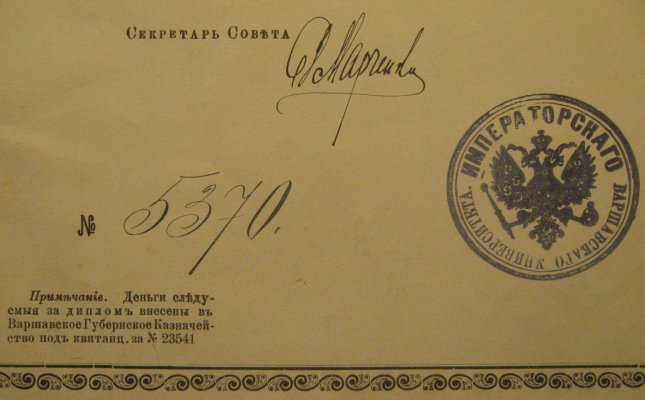 Секретарь Совѣта
№ 5370.
ИМПЕРАТОРСКАГО ВАРШАВСКАГО УНИВЕРСИТЕТА.
Примѣчаніе. Деньги слѣду-
емыя за дипломъ внесены въ
Варшавское Губернское Казначей-
ство подъ квитанц. за № 23541